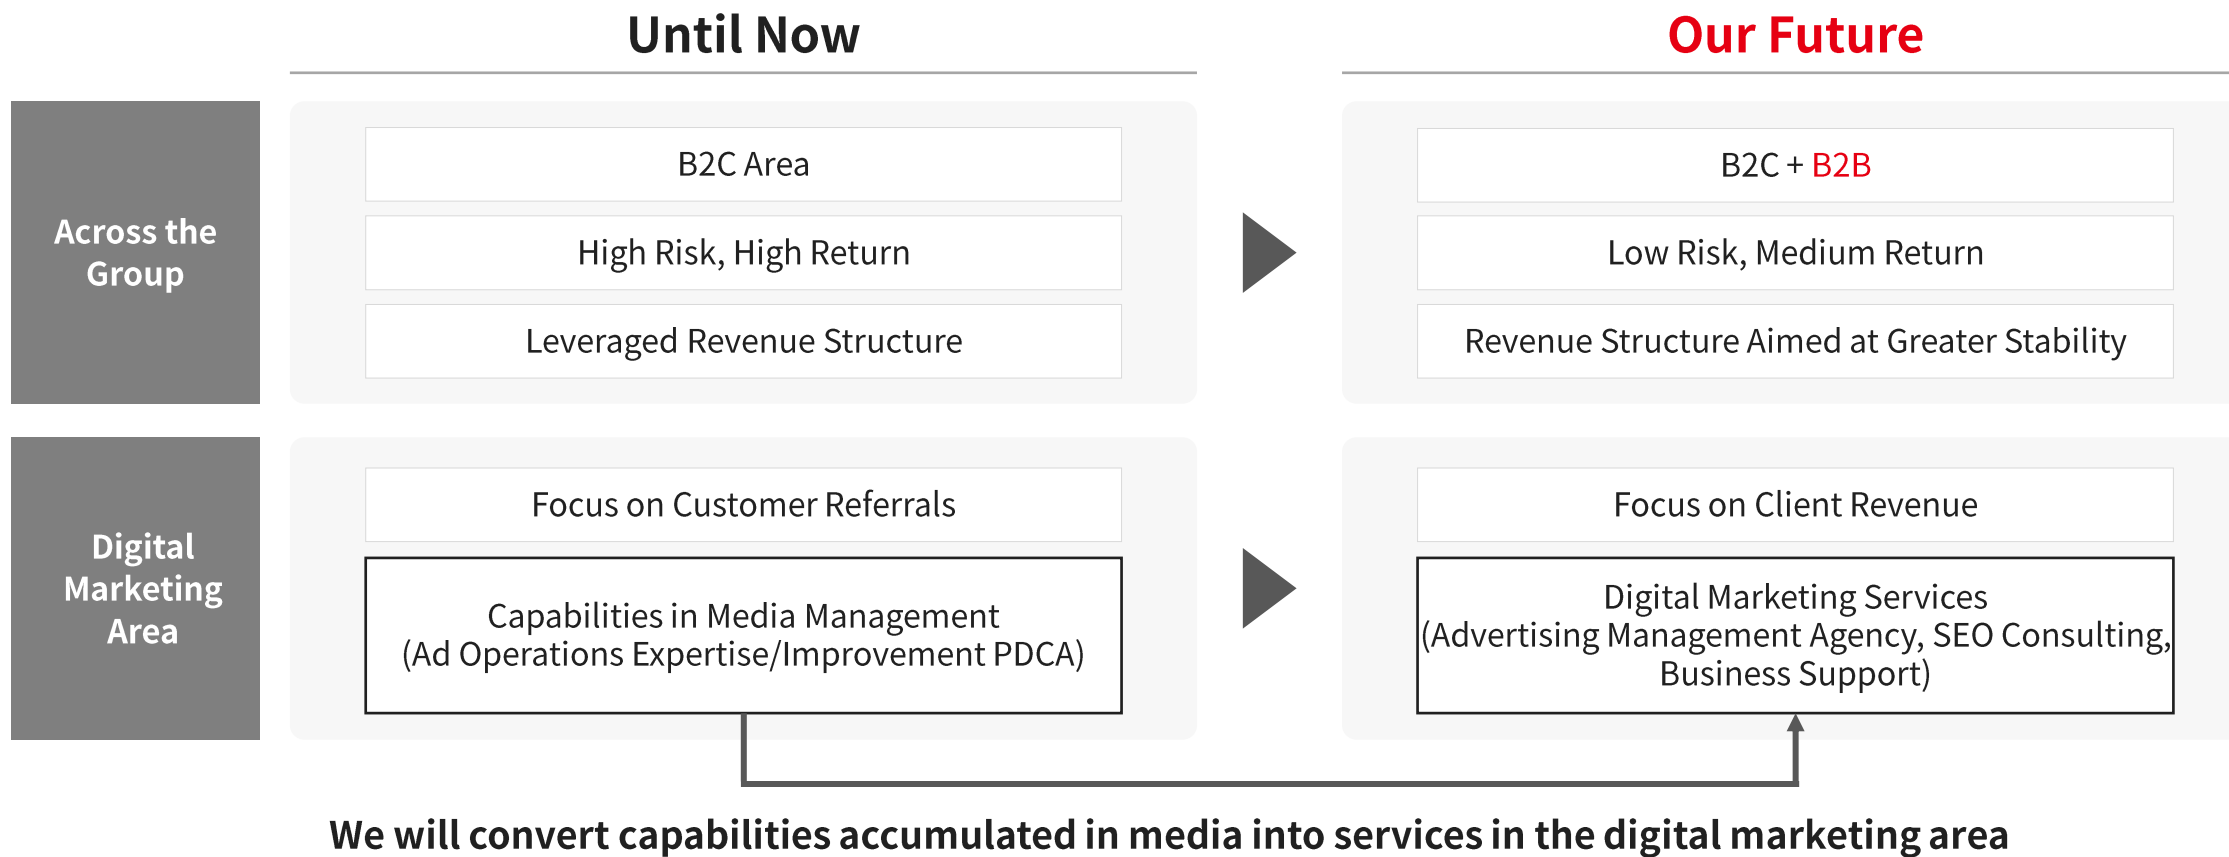 Until Now
Our Future
Across the
Group
B2C Area
High Risk, High Return
Leveraged Revenue Structure
B2C + B2B
Low Risk, Medium Return
Revenue Structure Aimed at Greater Stability
Digital
Marketing
Area
Focus on Customer Referrals
Capabilities in Media Management
(Ad Operations Expertise/Improvement PDCA)
Focus on Client Revenue
Digital Marketing Services
(Advertising Management Agency, SEO Consulting,
Business Support)
We will convert capabilities accumulated in media into services in the digital marketing area